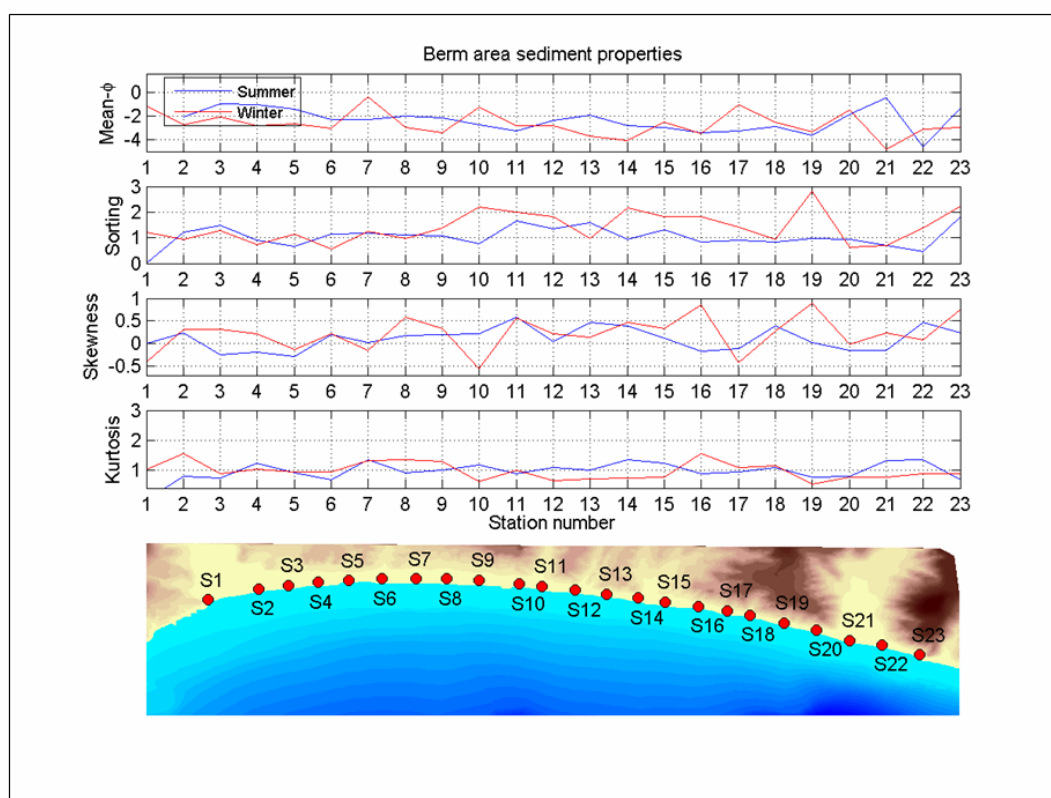 Berm area sediment properties
Mean-ϕ
0
-2
-4
Summer
Winter
1 2 3 4 5 6 7 8 9 10 11 12 13 14 15 16 17 18 19 20 21 22 23
Sorting
3
2
1
0
1 2 3 4 5 6 7 8 9 10 11 12 13 14 15 16 17 18 19 20 21 22 23
Skewness
1
0.5
0
-0.5
1 2 3 4 5 6 7 8 9 10 11 12 13 14 15 16 17 18 19 20 21 22 23
Kurtosis
3
2
1
1 2 3 4 5 6 7 8 9 10 11 12 13 14 15 16 17 18 19 20 21 22 23
Station number
S1 S3 S5 S7 S9 S11 S13 S15 S17 S19 S21 S23
S2 S4 S6 S8 S10 S12 S14 S16 S18 S20 S22